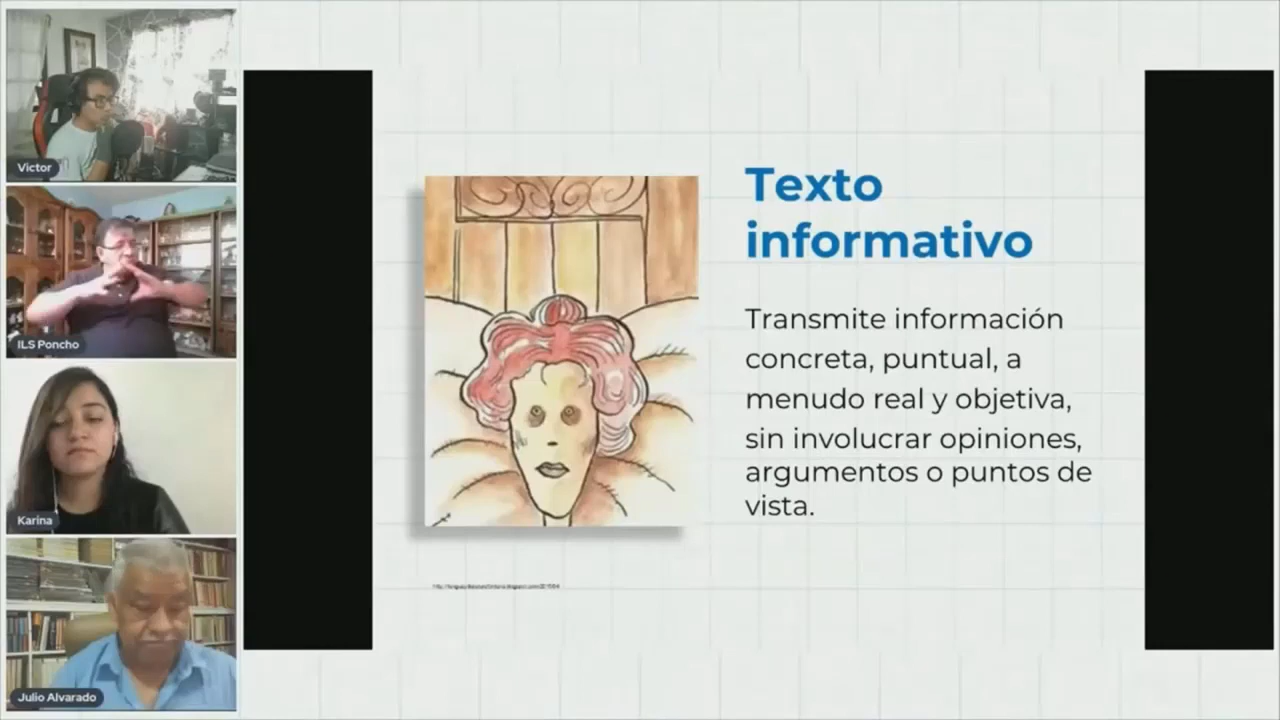 Victor
ILS Poncho
Karina
Julio Alvarado
Texto
informativo
Transmite información
concreta, puntual, a
menudo real y objetiva,
sin involucrar opiniones,
argumentos o puntos de
vista.